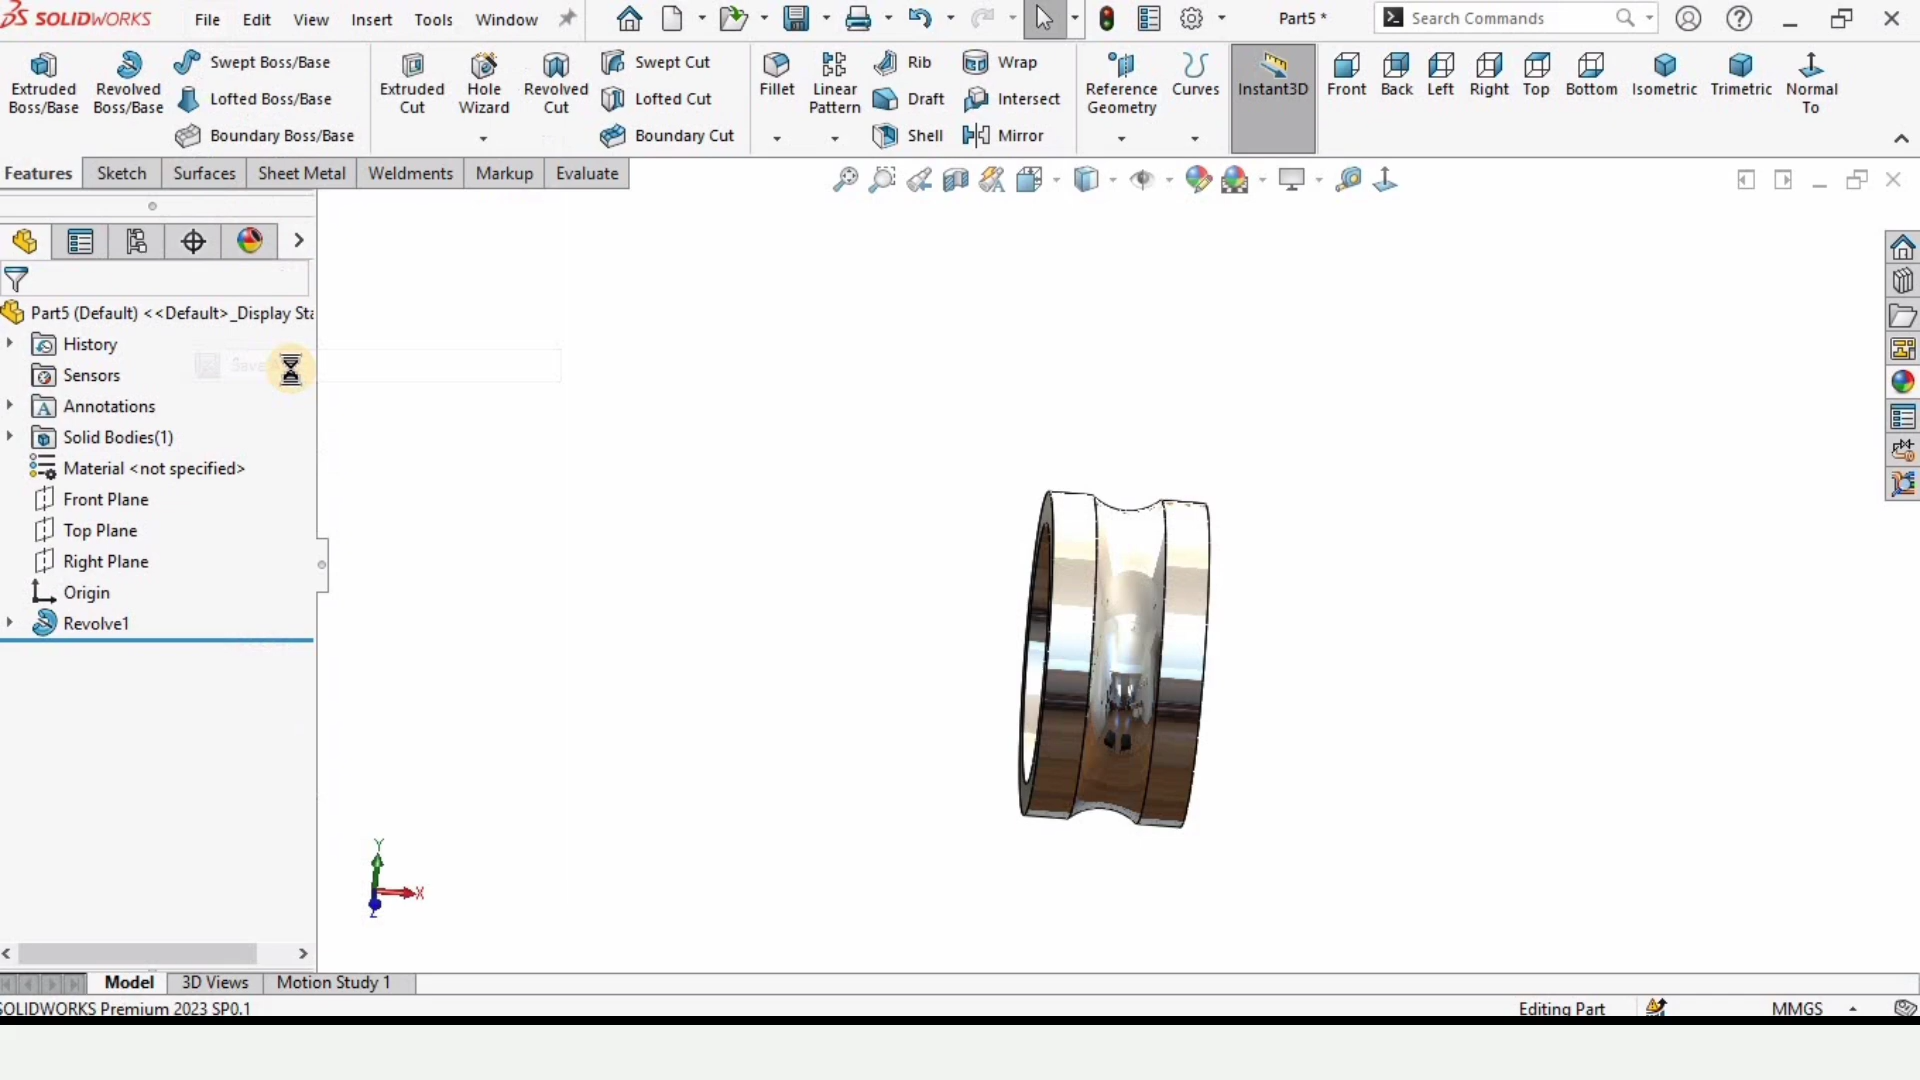 SOLIDWORKS File Edit View Insert Tools Window Part5 * Search Commands
Extruded Boss/Base
Revolved Boss/Base
Swept Boss/Base
Lofted Boss/Base
Boundary Boss/Base
Extruded Cut
Hole Wizard
Revolved Cut
Swept Cut
Lofted Cut
Boundary Cut
Fillet
Linear Pattern
Rib
Draft
Shell
Wrap
Intersect
Mirror
Reference Geometry
Curves
Instant3D
Front
Back
Left
Right
Top
Bottom
Isometric
Trimetric
Normal To
Features Sketch Surfaces Sheet Metal Weldments Markup Evaluate
Part5 (Default) <<Default>_Display Sta
History
Sensors
Annotations
Solid Bodies(1)
Material <not specified>
Front Plane
Top Plane
Right Plane
Origin
Revolve1
Y
X
Z
Model 3D Views Motion Study 1
SOLIDWORKS Premium 2023 SP0.1 Editing Part MMGS